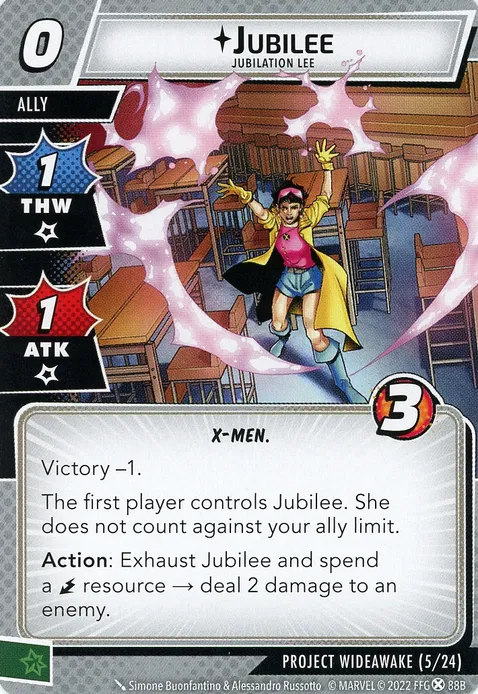 0
JUBILEE
JUBILATION LEE
ALLY
1
THW
1
ATK
3
X-MEN.
Victory –1.
The first player controls Jubilee. She
does not count against your ally limit.
Action: Exhaust Jubilee and spend
a resource → deal 2 damage to an
enemy.
PROJECT WIDEAWAKE (5/24)
Simone Buonfantino & Alessandro Russotto © MARVEL © 2022 FFG 88B